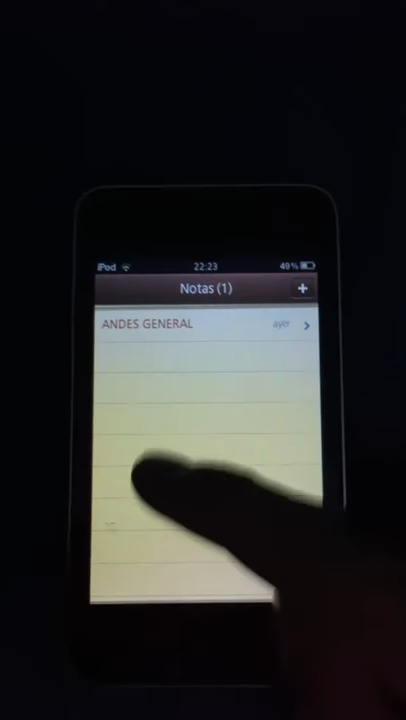 iPod 22:23 49%
Notas (1) +
ANDES GENERAL ayer